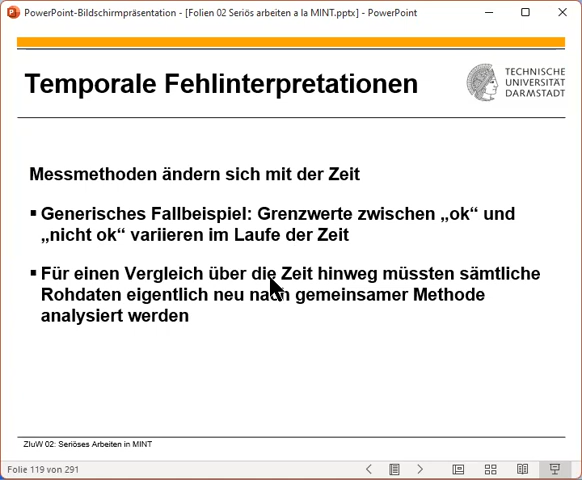 PowerPoint-Bildschirmpräsentation - [Folien 02 Seriös arbeiten a la MINT.pptx] - PowerPoint
Temporale Fehlinterpretationen
TECHNISCHE
UNIVERSITÄT
DARMSTADT
Messmethoden ändern sich mit der Zeit
▪ Generisches Fallbeispiel: Grenzwerte zwischen „ok“ und
„nicht ok“ variieren im Laufe der Zeit
▪ Für einen Vergleich über die Zeit hinweg müssten sämtliche
Rohdaten eigentlich neu nach gemeinsamer Methode
analysiert werden
ZIuW 02: Seriöses Arbeiten in MINT
Folie 119 von 291